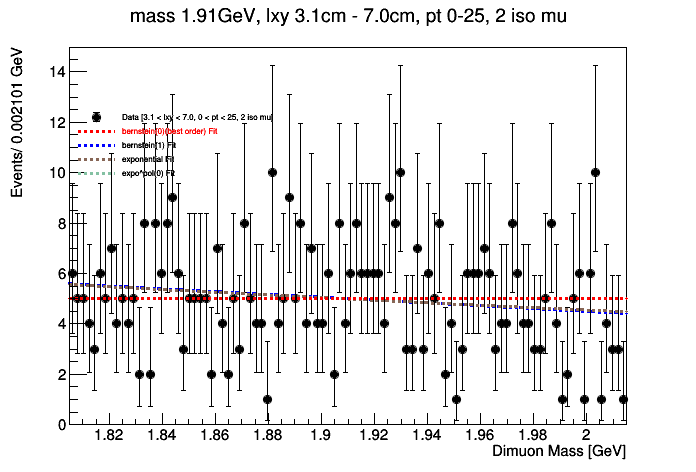 mass 1.91GeV, lxy 3.1cm - 7.0cm, pt 0-25, 2 iso mu
Events/ 0.002101 GeV
14
12
10
8
6
4
2
0
Data [3.1 < lxy < 7.0, 0 < pt < 25, 2 iso mu]
bernstein[0](best order) Fit
bernstein(1) Fit
exponential Fit
expo*pol(0) Fit
1.82 1.84 1.86 1.88 1.9 1.92 1.94 1.96 1.98 2
Dimuon Mass [GeV]